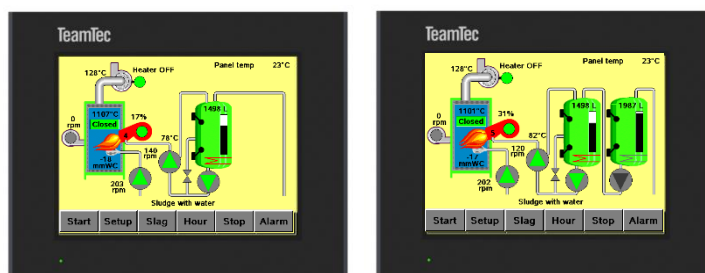 TeamTec
Heater OFF
Panel temp 23°C
128°C
1107°C
Closed
17%
0
rpm
1498 L
78°C
140
rpm
-18
mmWC
203
rpm
Sludge with water
Start Setup Slag Hour Stop Alarm
TeamTec
Panel temp 23°C
128°C
Heater OFF
1101°C
Closed
31%
0
rpm
1498 L
1987 L
82°C
120
rpm
-17
mmWC
202
rpm
Sludge with water
Start Setup Slag Hour Stop Alarm